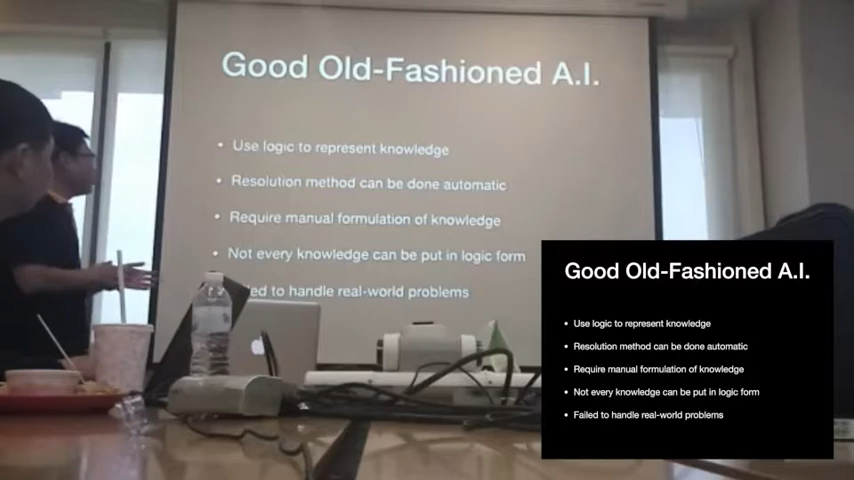 Good Old-Fashioned A.I.
• Use logic to represent knowledge
• Resolution method can be done automatic
• Require manual formulation of knowledge
• Not every knowledge can be put in logic form
ed to handle real-world problems
Good Old-Fashioned A.I.
• Use logic to represent knowledge
• Resolution method can be done automatic
• Require manual formulation of knowledge
• Not every knowledge can be put in logic form
• Failed to handle real-world problems